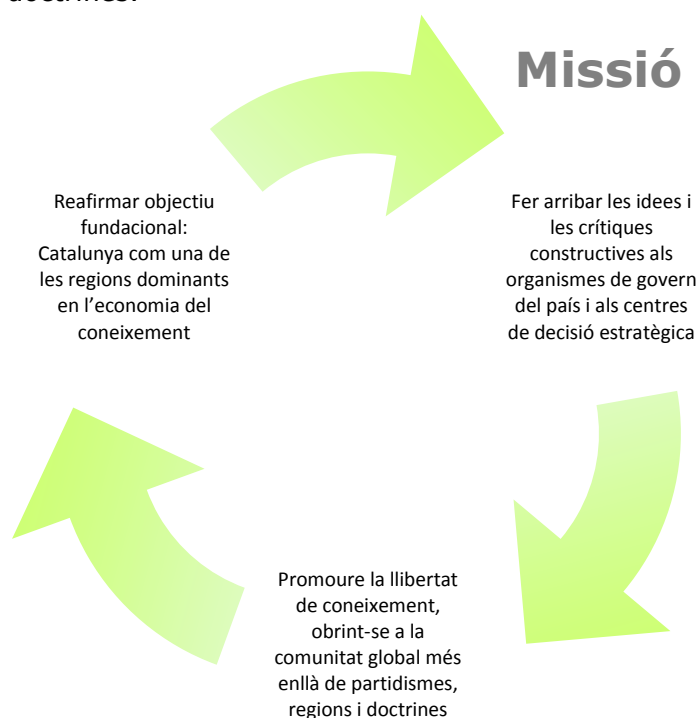 doctrines.
Missió
Reafirmar objectiu
fundacional:
Catalunya com una de
les regions dominants
en l’economia del
coneixement
Fer arribar les idees i
les crítiques
constructives als
organismes de govern
del país i als centres
de decisió estratègica
Promoure la llibertat
de coneixement,
obrint-se a la
comunitat global més
enllà de partidismes,
regions i doctrines